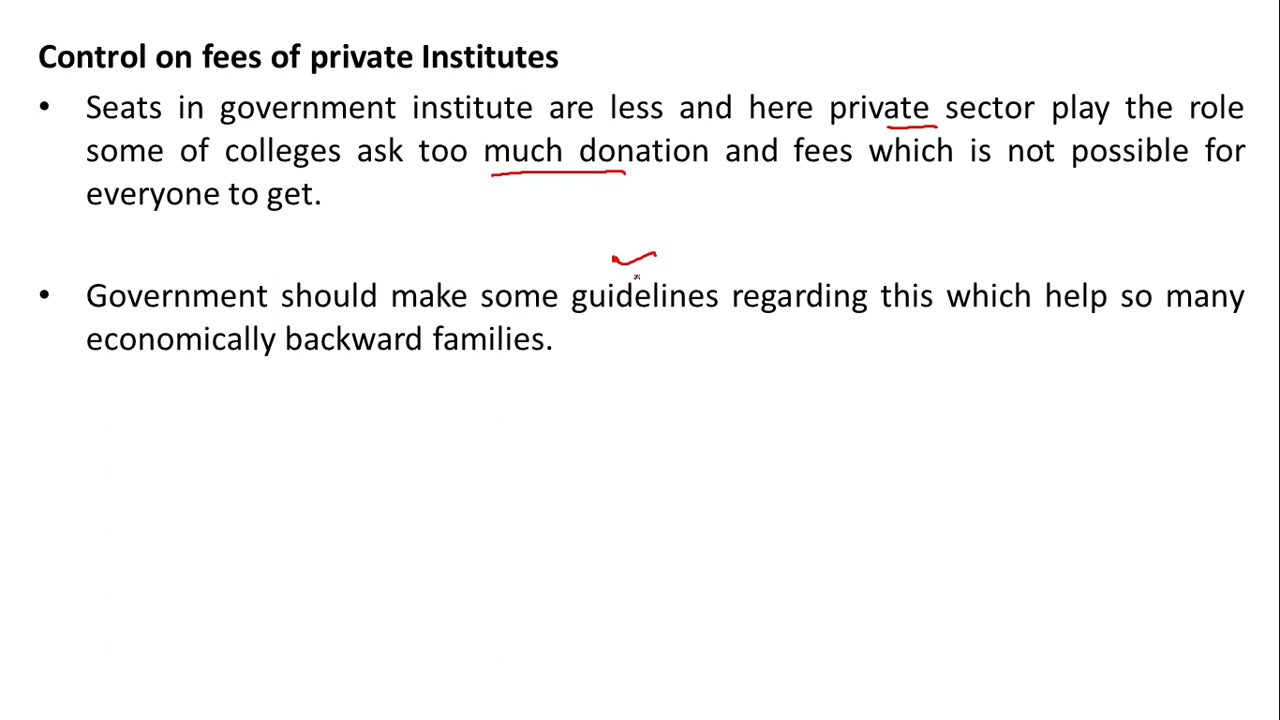 Control on fees of private Institutes
• Seats in government institute are less and here private sector play the role
some of colleges ask too much donation and fees which is not possible for
everyone to get.
• Government should make some guidelines regarding this which help so many
economically backward families.